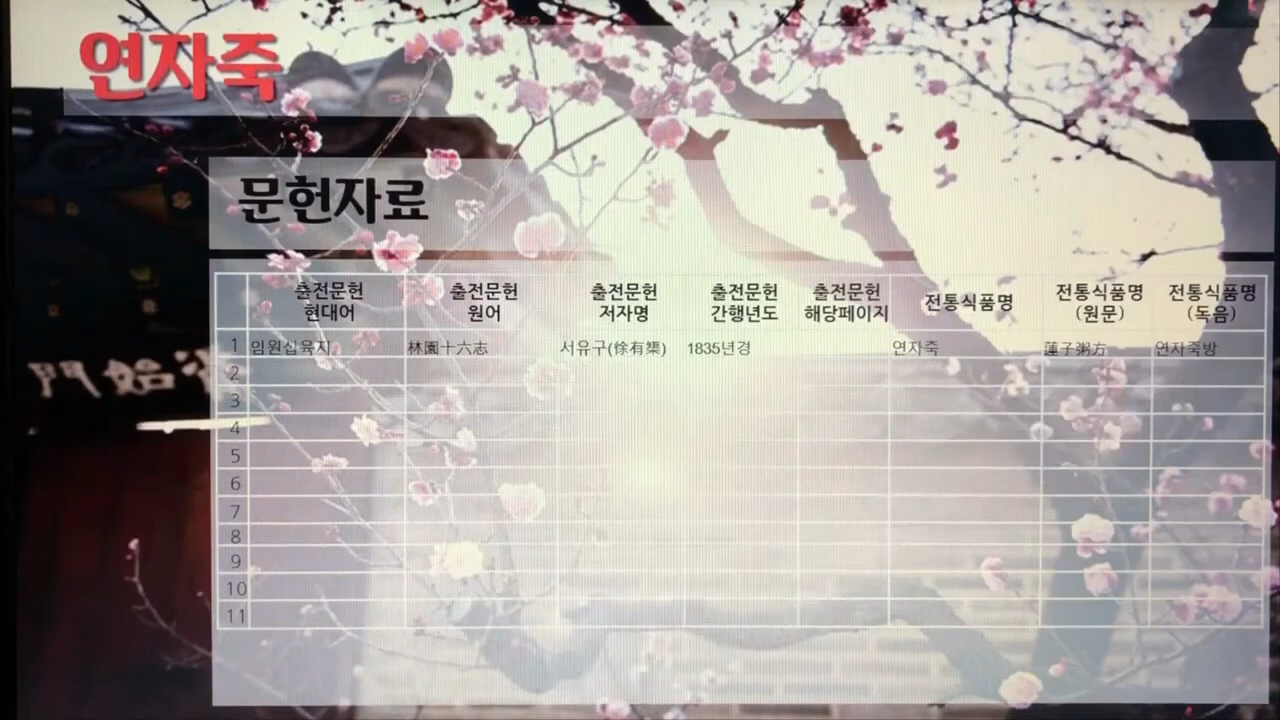 연자죽
문헌자료
출전문헌 현대어 출전문헌 원어 출전문헌 저자명 출전문헌 간행년도 출전문헌 해당페이지 전통식품명 전통식품명 (원문) 전통식품명 (독음)
1 임원십육지 林園十六志 서유구(徐有榘) 1835년경 연자죽 蓮子粥方 연자죽방
2
3
4
5
6
7
8
9
10
11